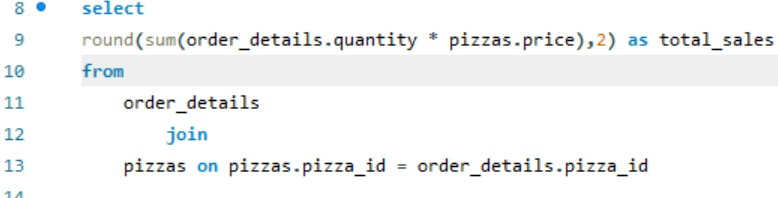 8 select
9 round(sum(order_details.quantity * pizzas.price),2) as total_sales
10 from
11 order_details
12 join
13 pizzas on pizzas.pizza_id = order_details.pizza_id
14